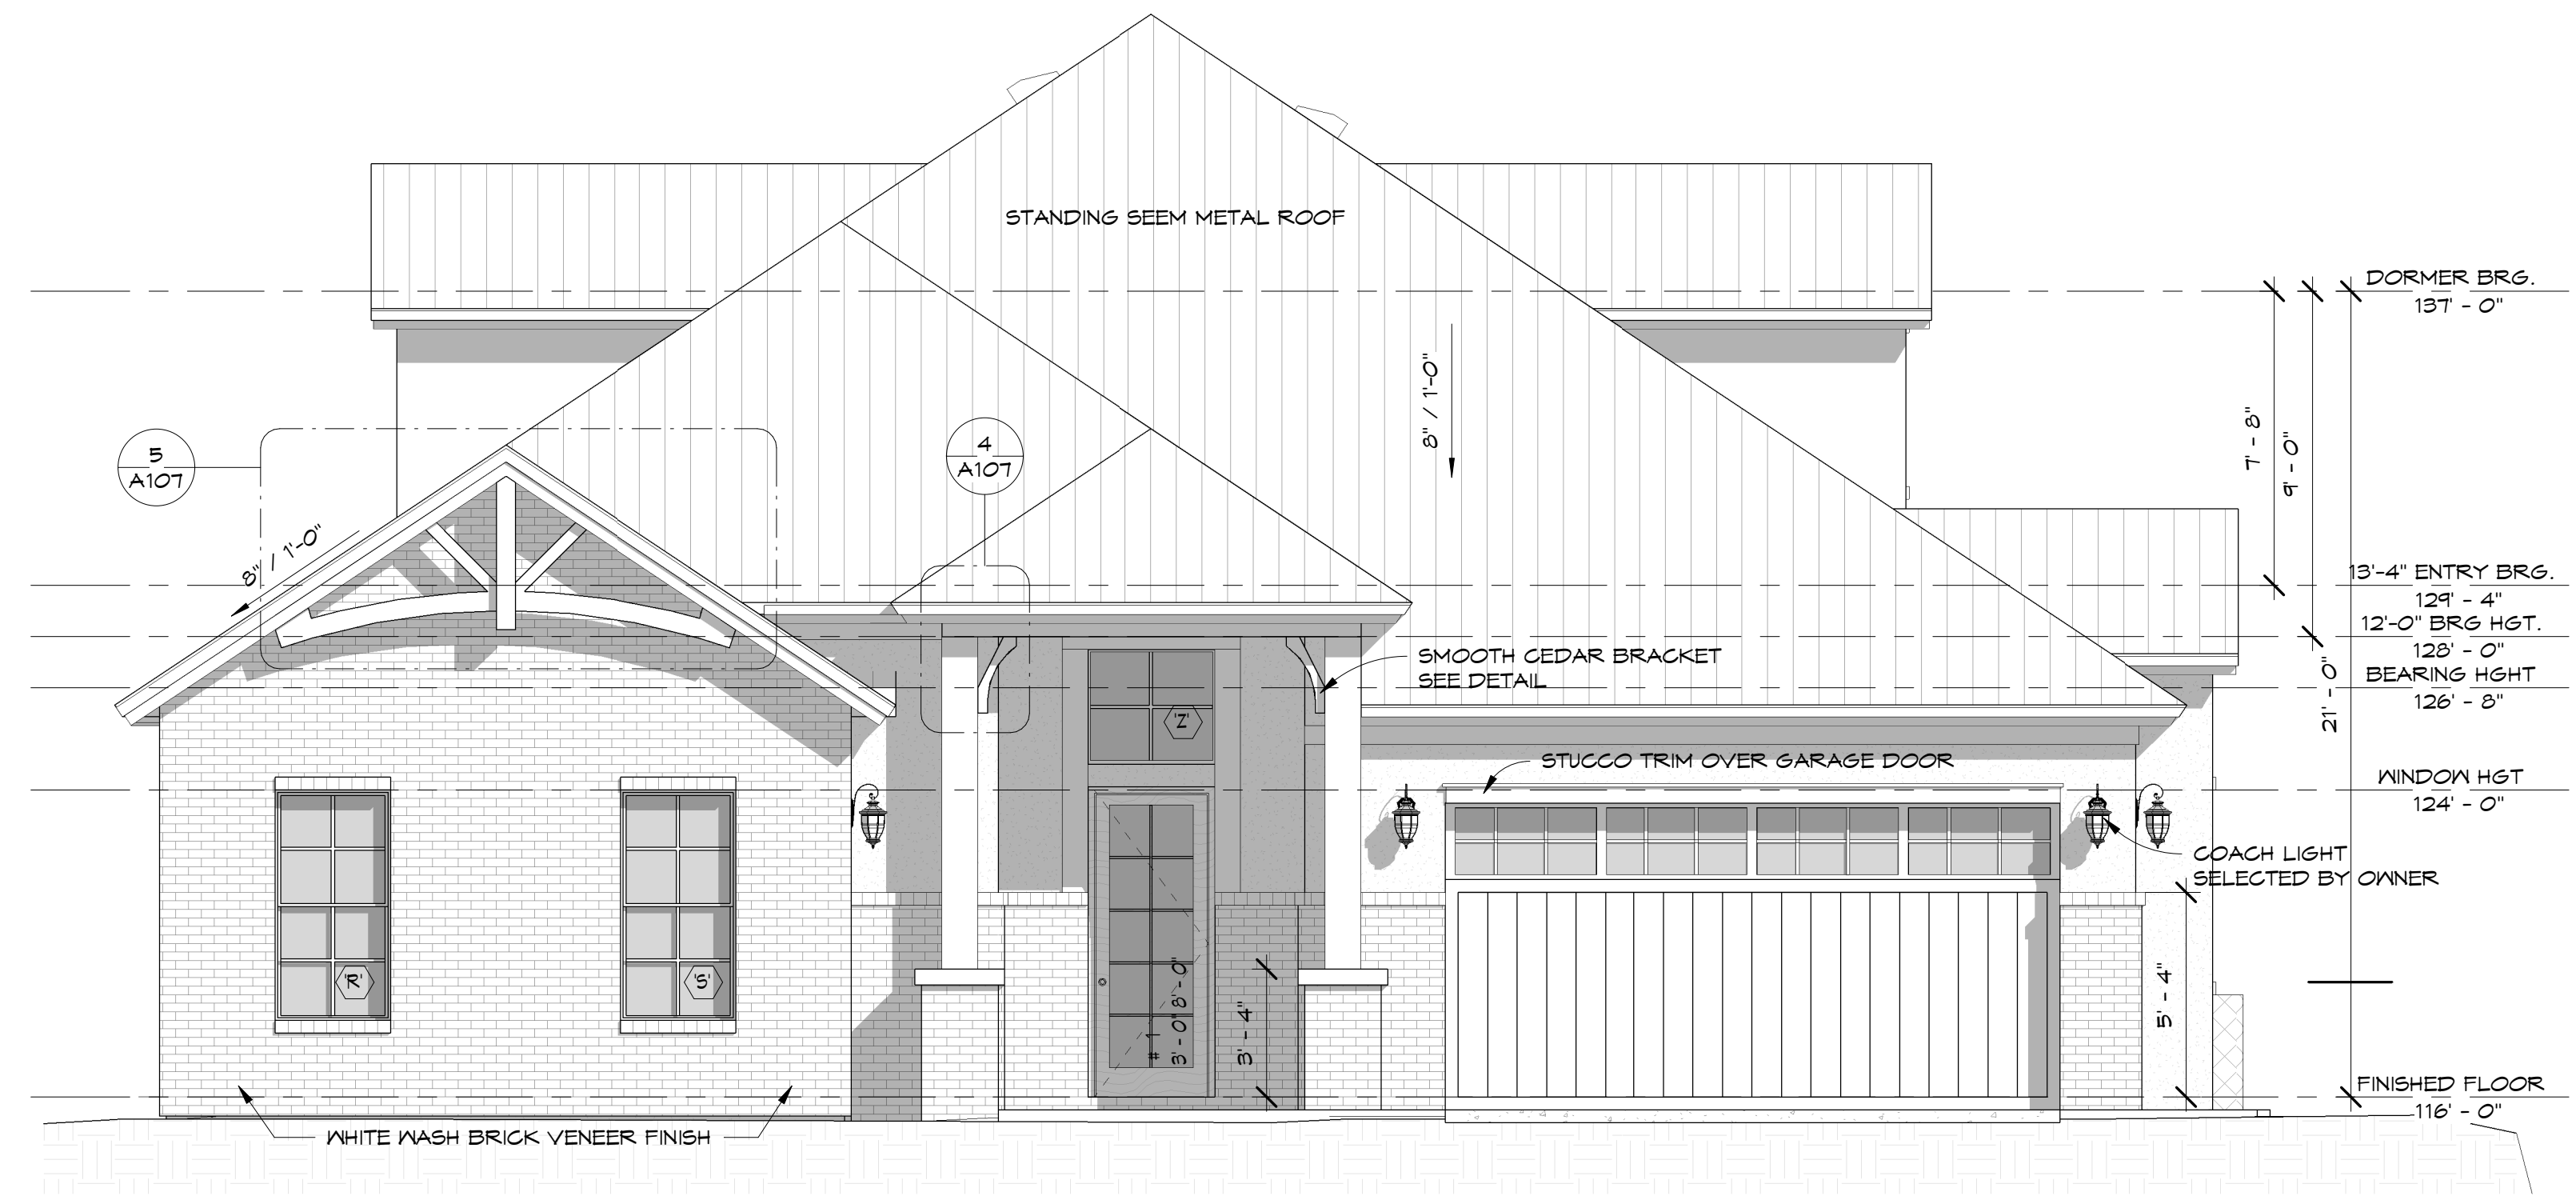 STANDING SEEM METAL ROOF
DORMER BRG.
137' - 0"
8" / 1'-0"
7' - 8"
9' - 0"
5
A107
4
A107
8" / 1'-0"
13'-4" ENTRY BRG.
129' - 4"
12'-0" BRG HGT.
128' - 0"
SMOOTH CEDAR BRACKET
SEE DETAIL
BEARING HGHT
126' - 8"
21' - 0"
'Z'
STUCCO TRIM OVER GARAGE DOOR
WINDOW HGT
124' - 0"
COACH LIGHT
SELECTED BY OWNER
'R'
'S'
# 1
3' - 0" 8' - 0"
3' - 4"
5' - 4"
FINISHED FLOOR
116' - 0"
WHITE WASH BRICK VENEER FINISH